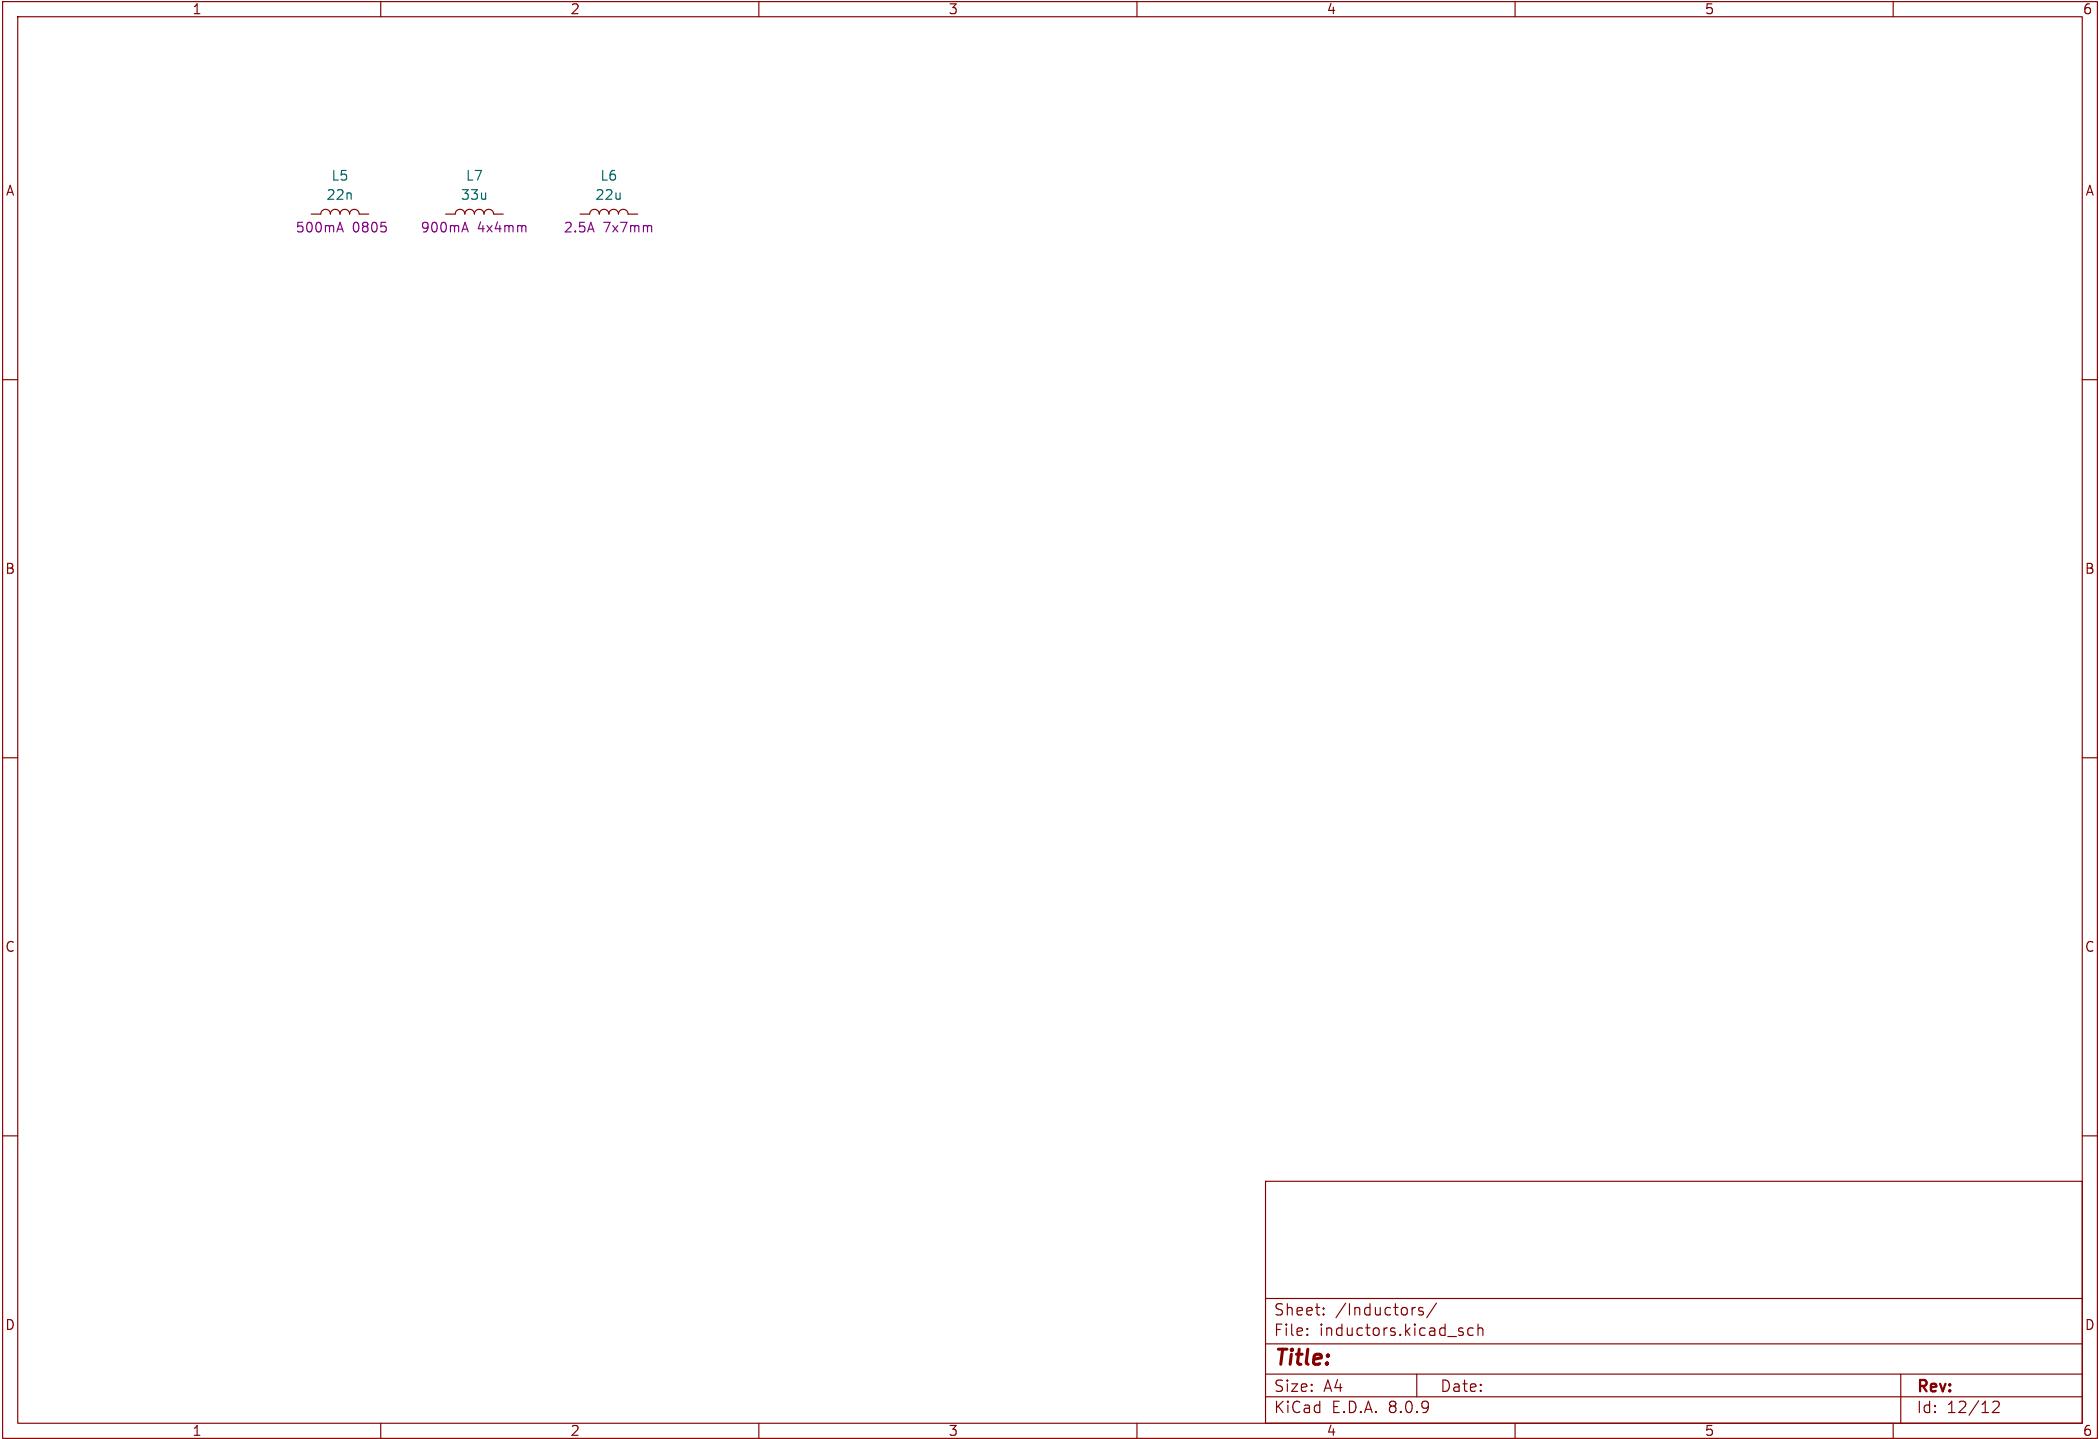 1 2 3 4 5 6
L5 L7 L6
A 22n 33u 22u A
500mA 0805 900mA 4x4mm 2.5A 7x7mm
B B
C C
Sheet: /Inductors/
D File: inductors.kicad_sch D
Title:
Size: A4 Date: Rev:
KiCad E.D.A. 8.0.9 Id: 12/12
1 2 3 4 5 6